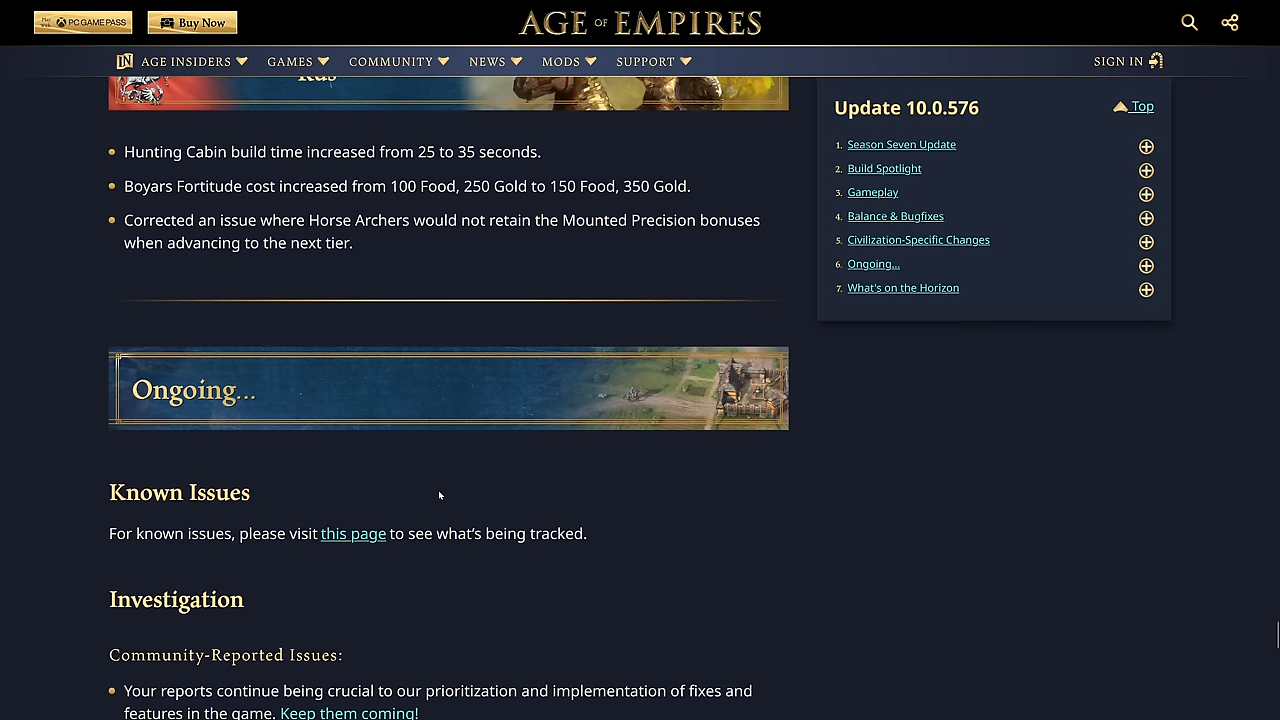 Play with PC GAME PASS
Buy Now
AGE OF EMPIRES
IN AGE INSIDERS
GAMES
COMMUNITY
NEWS
MODS
SUPPORT
SIGN IN
Rus
Hunting Cabin build time increased from 25 to 35 seconds.
Boyars Fortitude cost increased from 100 Food, 250 Gold to 150 Food, 350 Gold.
Corrected an issue where Horse Archers would not retain the Mounted Precision bonuses
when advancing to the next tier.
Ongoing...
Known Issues
For known issues, please visit this page to see what’s being tracked.
Investigation
Community-Reported Issues:
Your reports continue being crucial to our prioritization and implementation of fixes and
features in the game. Keep them coming!
Update 10.0.576
Top
1. Season Seven Update
2. Build Spotlight
3. Gameplay
4. Balance & Bugfixes
5. Civilization-Specific Changes
6. Ongoing...
7. What's on the Horizon